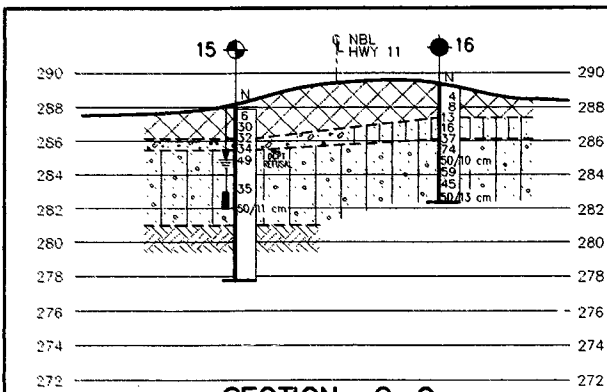 15 16
℄ NBL
HWY 11
290 N N 290
288 6 4 288
30 8
32 13
286 34 16 286
49 37
DCPT
REFUSAL
74
284 50/10 cm 284
35 59
45
282 50/11 cm 50/13 cm 282
280 280
278 278
276 276
274 274
272 272
SECTION